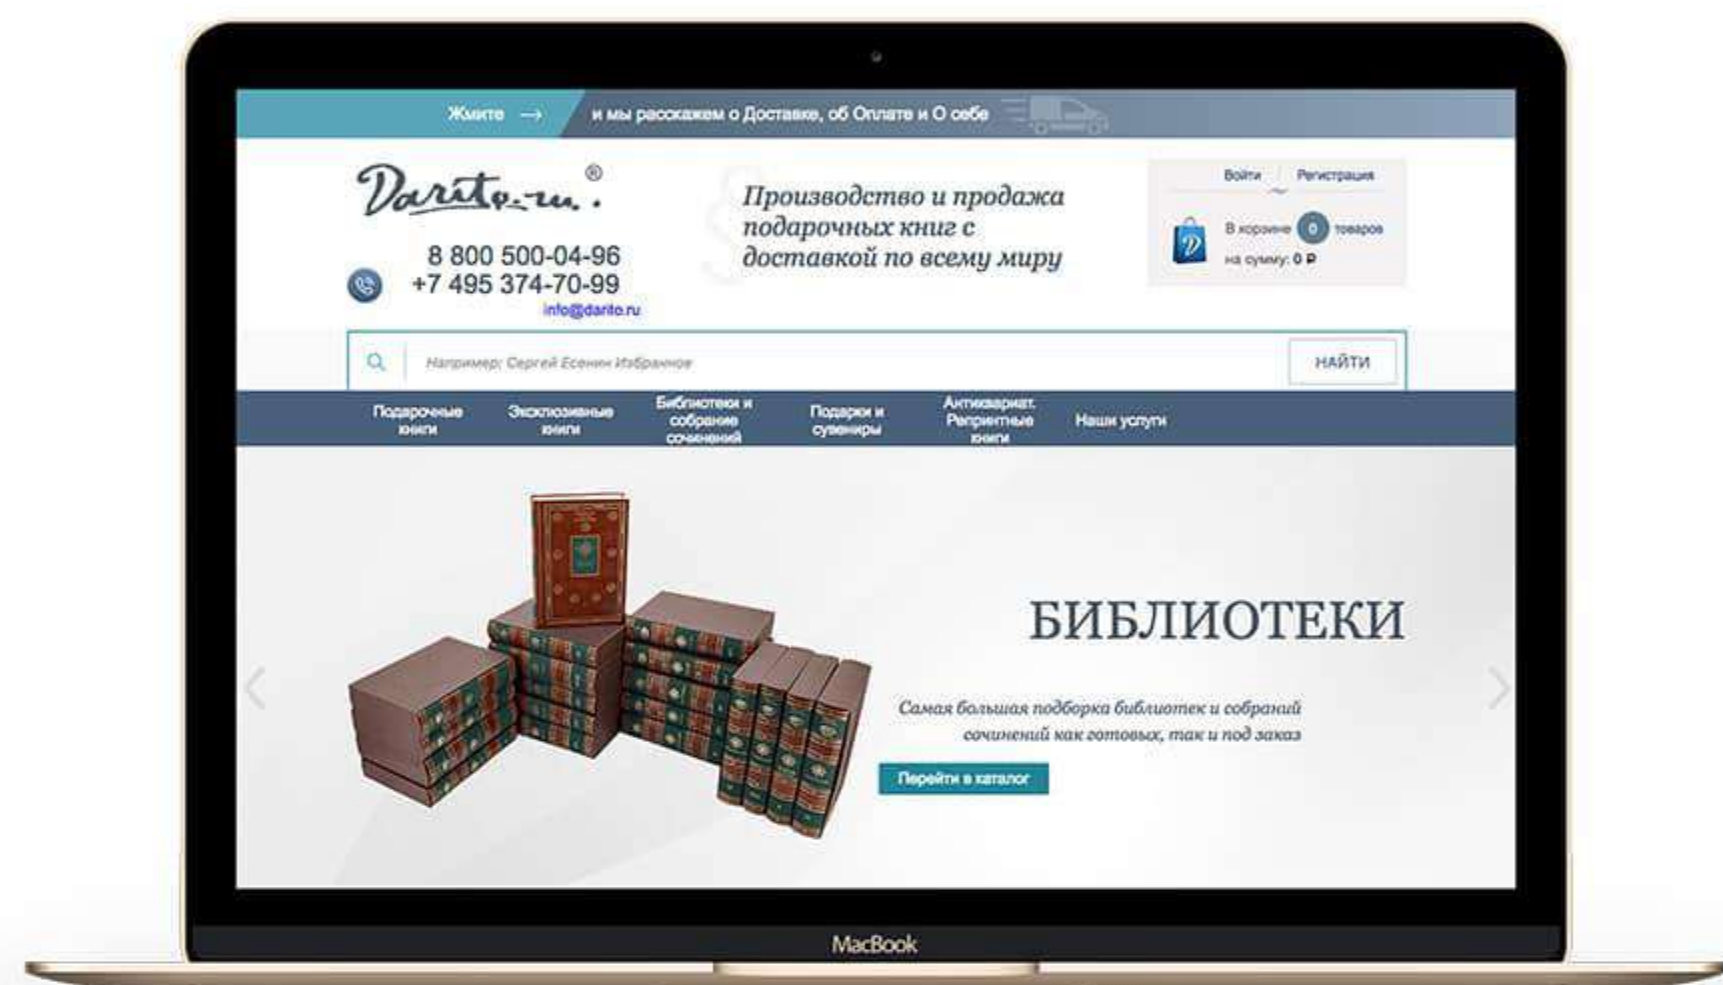 Жмите → и мы расскажем о Доставке, об Оплате и О себе
Darito.ru. ®
8 800 500-04-96
+7 495 374-70-99
info@darito.ru
Производство и продажа
подарочных книг с
доставкой по всему миру
Войти Регистрация
В корзине 0 товаров
на сумму: 0 ₽
Например: Сергей Есенин Избранное
НАЙТИ
Подарочные
книги
Эксклюзивные
книги
Библиотеки и
собрание
сочинений
Подарки и
сувениры
Антиквариат.
Репринтные
книги
Наши услуги
БИБЛИОТЕКИ
Самая большая подборка библиотек и собраний
сочинений как готовых, так и под заказ
Перейти в каталог
MacBook